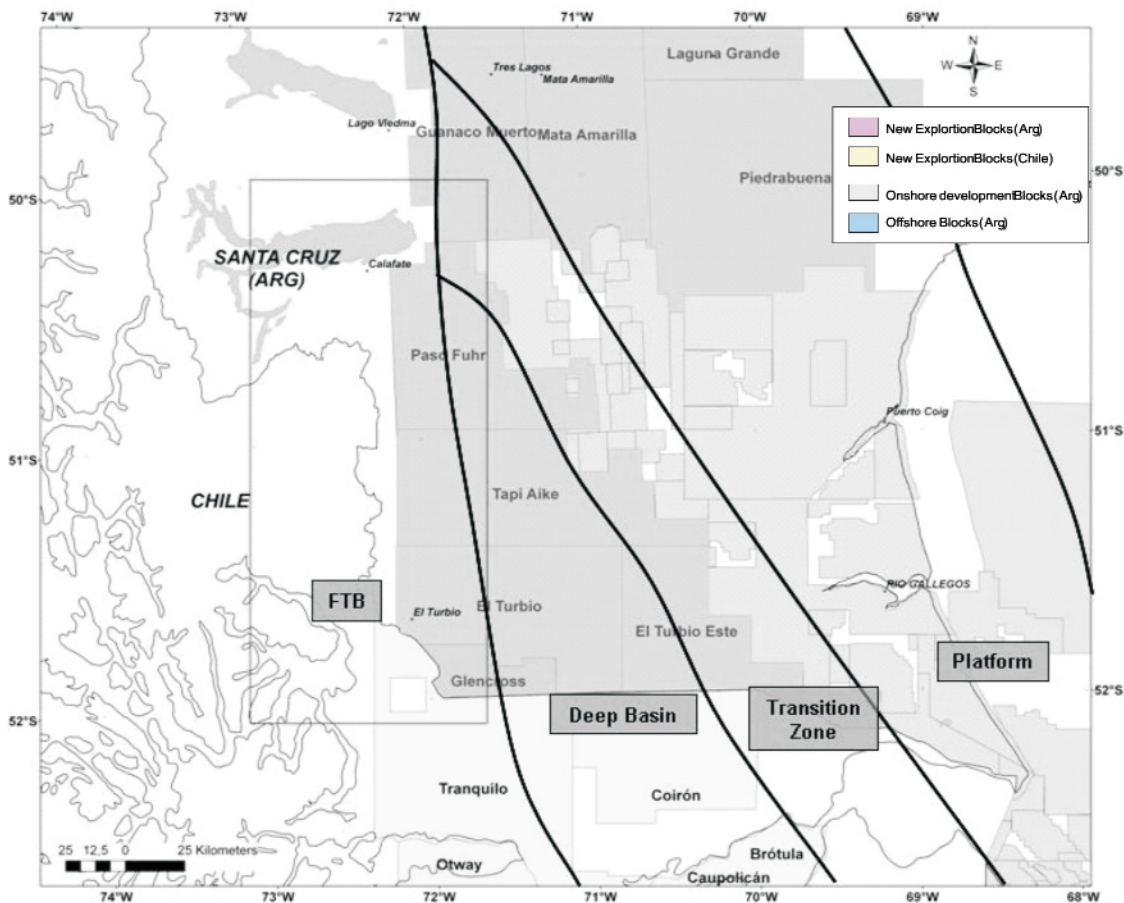 74°W 73°W 72°W 71°W 70°W 69°W
Laguna Grande
N
W E
S
Tres Lagos
Mata Amarilla
Lago Viedma
Guanaco Muerto
Mata Amarilla
New ExplortionBlocks(Arg)
New ExplortionBlocks(Chile)
Onshore developmentBlocks(Arg)
Offshore Blocks(Arg)
Piedrabuena
50°S
50°S
SANTA CRUZ
(ARG)
Calafate
Paso Fuhr
Puerto Coig
51°S
51°S
CHILE
Tapi Aike
RIO GALLEGOS
FTB
El Turbio
El Turbio
El Turbio Este
Platform
Glencross
52°S
52°S
Deep Basin
Transition
Zone
Tranquilo
Coirón
25 12,5 0 25 Kilometers
Otway
Brótula
Caupolicán
74°W 73°W 72°W 71°W 70°W 69°W 68°W